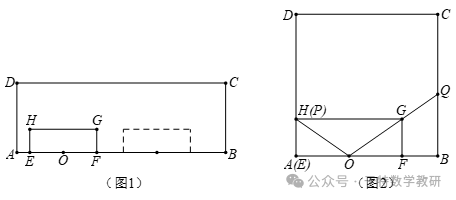 D C
H G
A E O F B
(图1)
D C
Q
H(P) G
A(E) O F B
(图2)
公众号 · 数学教研